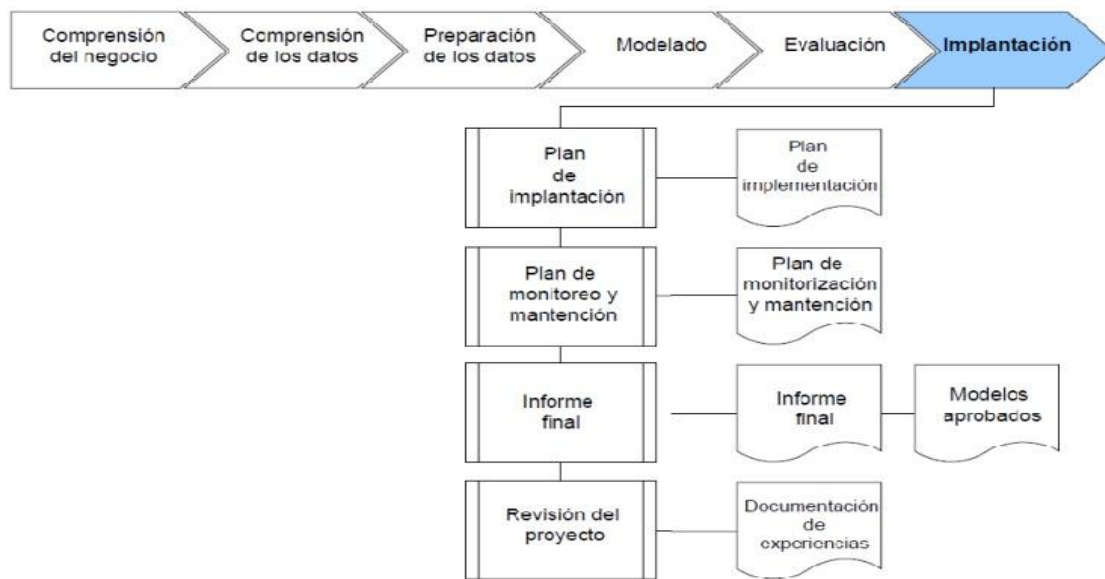 Comprensión
del negocio
Comprensión
de los datos
Preparación
de los datos
Modelado
Evaluación
Implantación
Plan
de
implantación
Plan
de
implementación
Plan de
monitoreo y
mantención
Plan de
monitorización
y mantención
Informe
final
Informe
final
Modelos
aprobados
Revisión del
proyecto
Documentación
de
experiencias